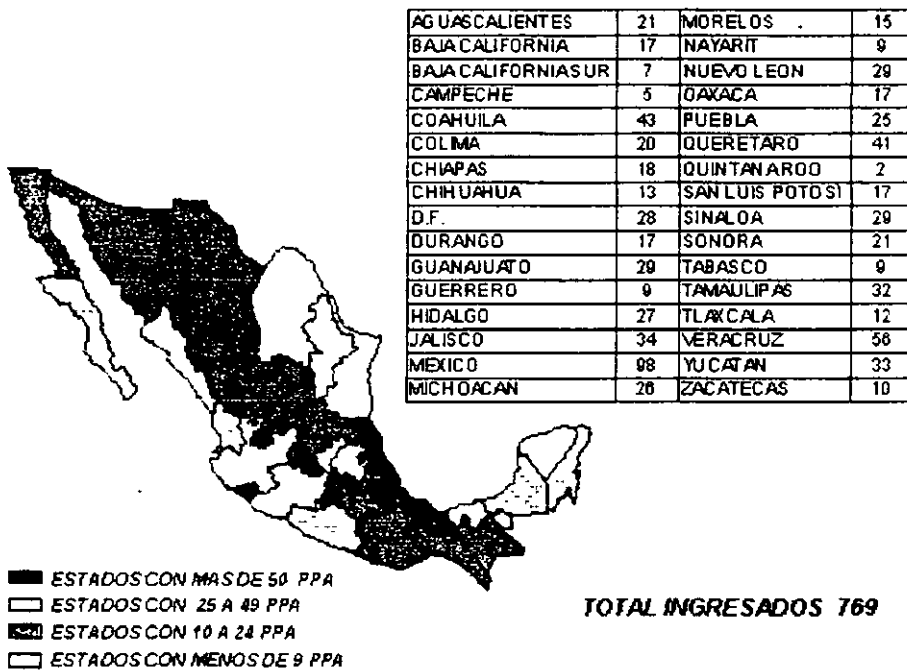 AGUASCALIENTES 21 MORELOS 15
BAJA CALIFORNIA 17 NAYARIT 9
BAJA CALIFORNIA SUR 7 NUEVO LEON 29
CAMPECHE 5 OAXACA 17
COAHUILA 43 PUEBLA 25
COLIMA 20 QUERETARO 41
CHIAPAS 18 QUINTANA ROO 2
CHIHUAHUA 13 SAN LUIS POTOSI 17
D.F. 28 SINALOA 29
DURANGO 17 SONORA 21
GUANAJUATO 29 TABASCO 9
GUERRERO 9 TAMAULIPAS 32
HIDALGO 27 TLAXCALA 12
JALISCO 34 VERACRUZ 56
MEXICO 98 YUCATAN 33
MICHOACAN 26 ZACATECAS 10
ESTADOS CON MAS DE 50 PPA
ESTADOS CON 25 A 49 PPA
ESTADOS CON 10 A 24 PPA
ESTADOS CON MENOS DE 9 PPA
TOTAL INGRESADOS 769